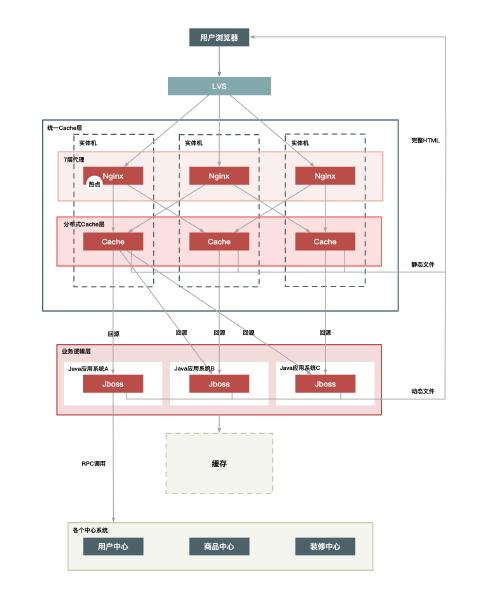 用户浏览器
LVS
完整HTML
统一Cache层
实体机
实体机
实体机
7层代理
Nginx
Nginx
Nginx
热点
分布式Cache层
Cache
Cache
Cache
静态文件
回源
回源
回源
回源
回源
业务逻辑层
Java应用系统A
Java应用系统B
Java应用系统C
Jboss
Jboss
Jboss
动态文件
缓存
RPC调用
各个中心系统
用户中心
商品中心
装修中心